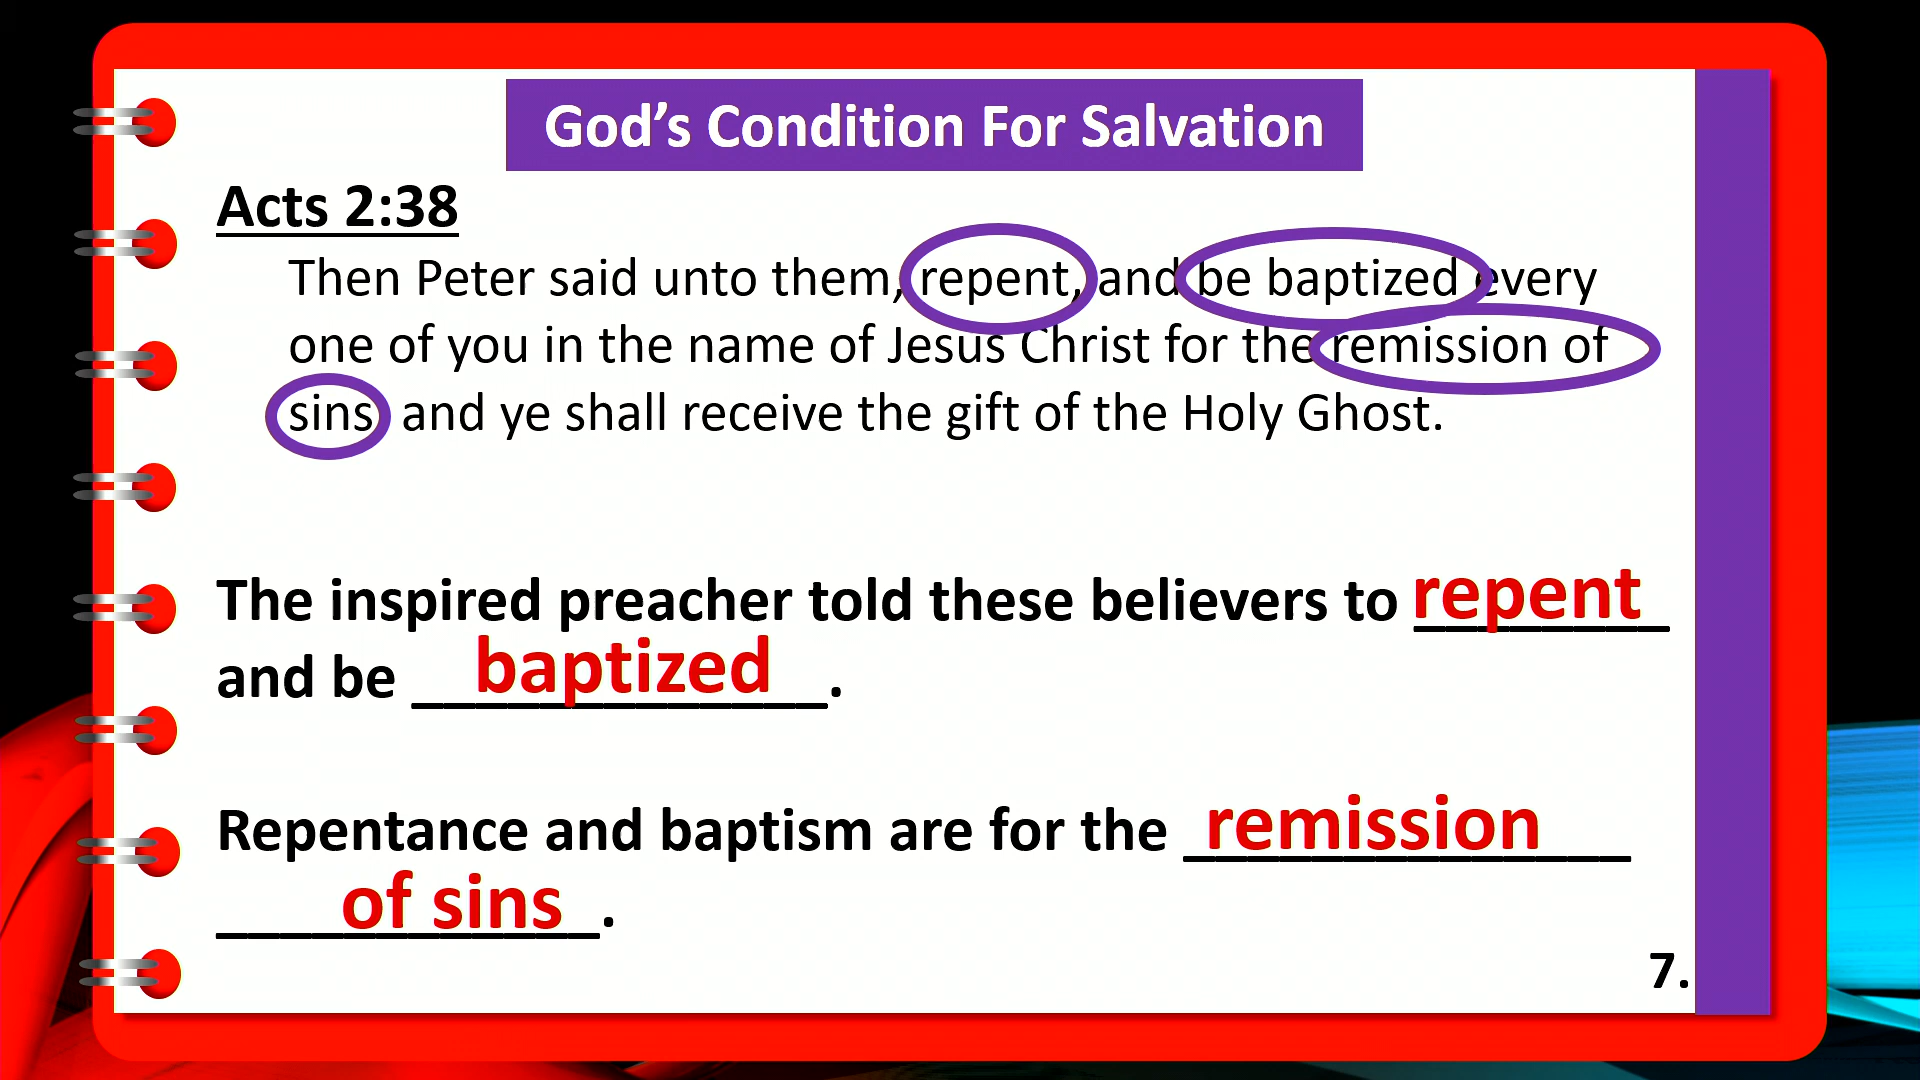 God’s Condition For Salvation
Acts 2:38
Then Peter said unto them, repent, and be baptized every
one of you in the name of Jesus Christ for the remission of
sins and ye shall receive the gift of the Holy Ghost.
The inspired preacher told these believers to repent
and be baptized.
Repentance and baptism are for the remission
of sins.
7.